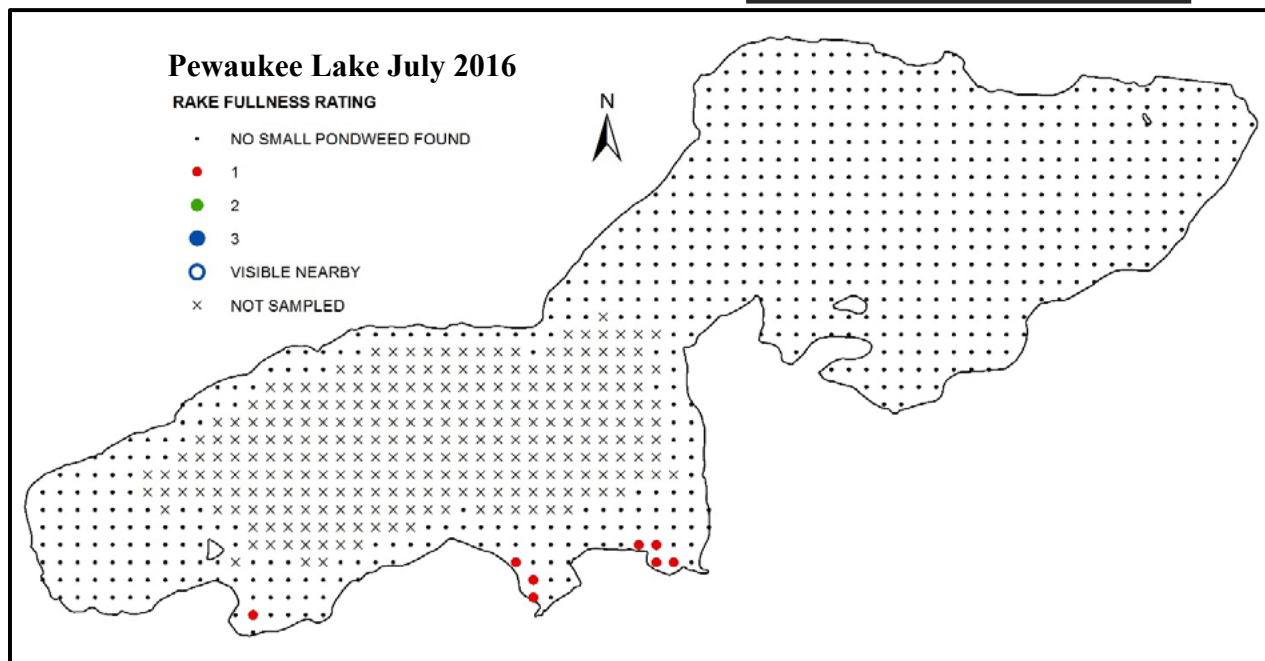 Pewaukee Lake July 2016
RAKE FULLNESS RATING
NO SMALL PONDWEED FOUND
1
2
3
VISIBLE NEARBY
NOT SAMPLED
N